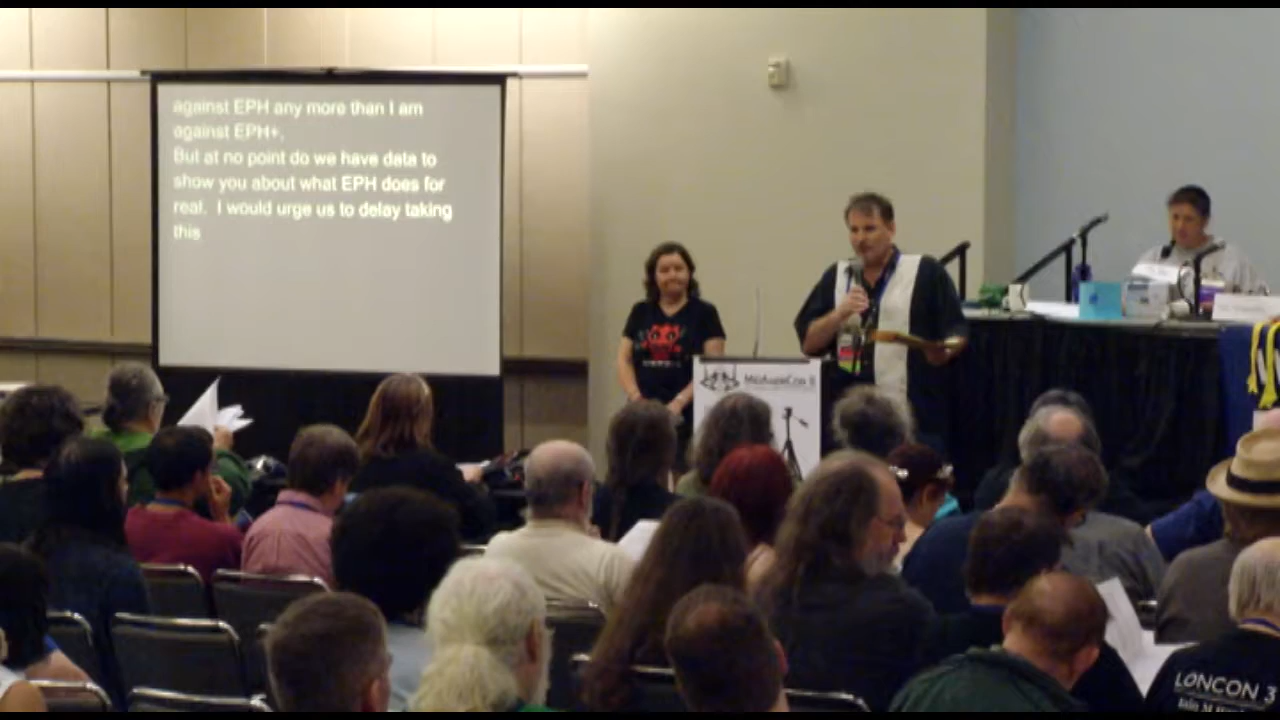 against EPH any more than I am
against EPH+,
But at no point do we have data to
show you about what EPH does for
real. I would urge us to delay taking
this
MidAmeriCon II
LONCON 3